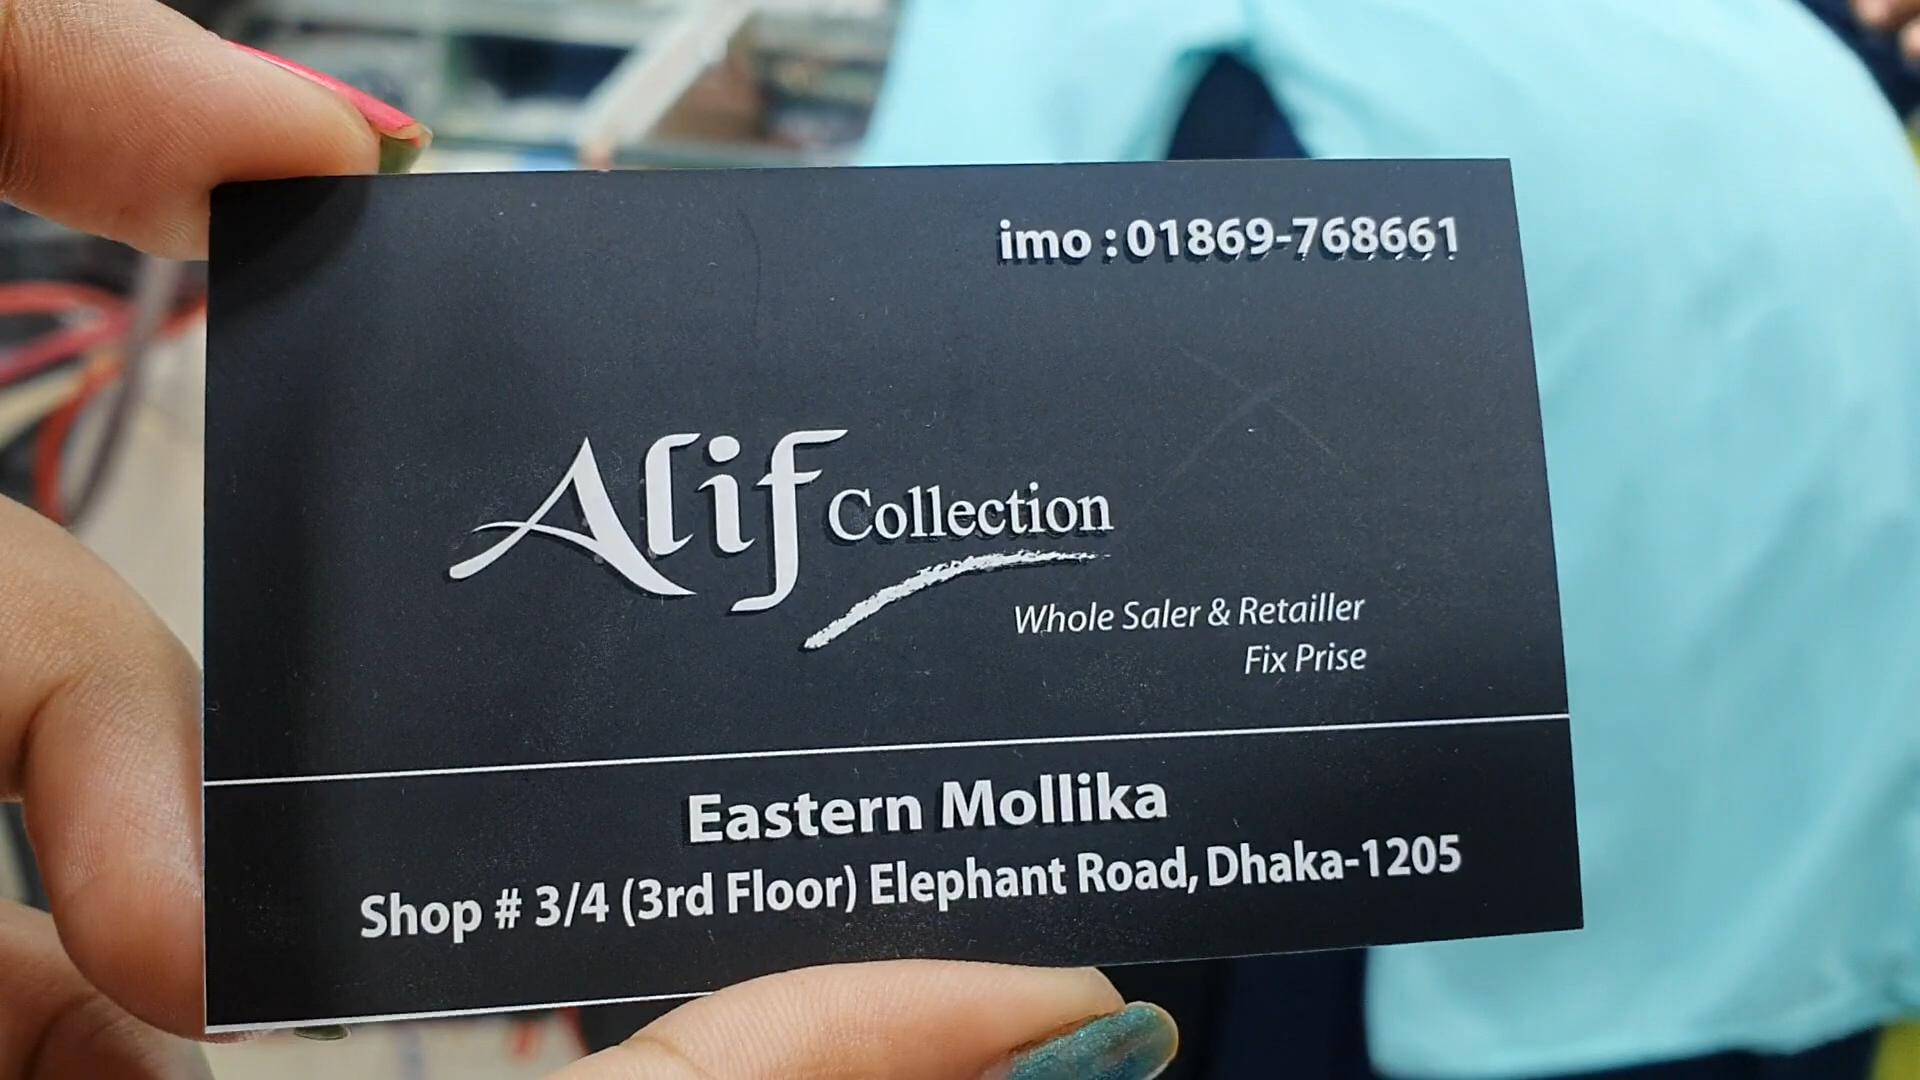 imo : 01869-768661
Alif Collection
Whole Saler & Retailler
Fix Prise
Eastern Mollika
Shop # 3/4 (3rd Floor) Elephant Road, Dhaka-1205